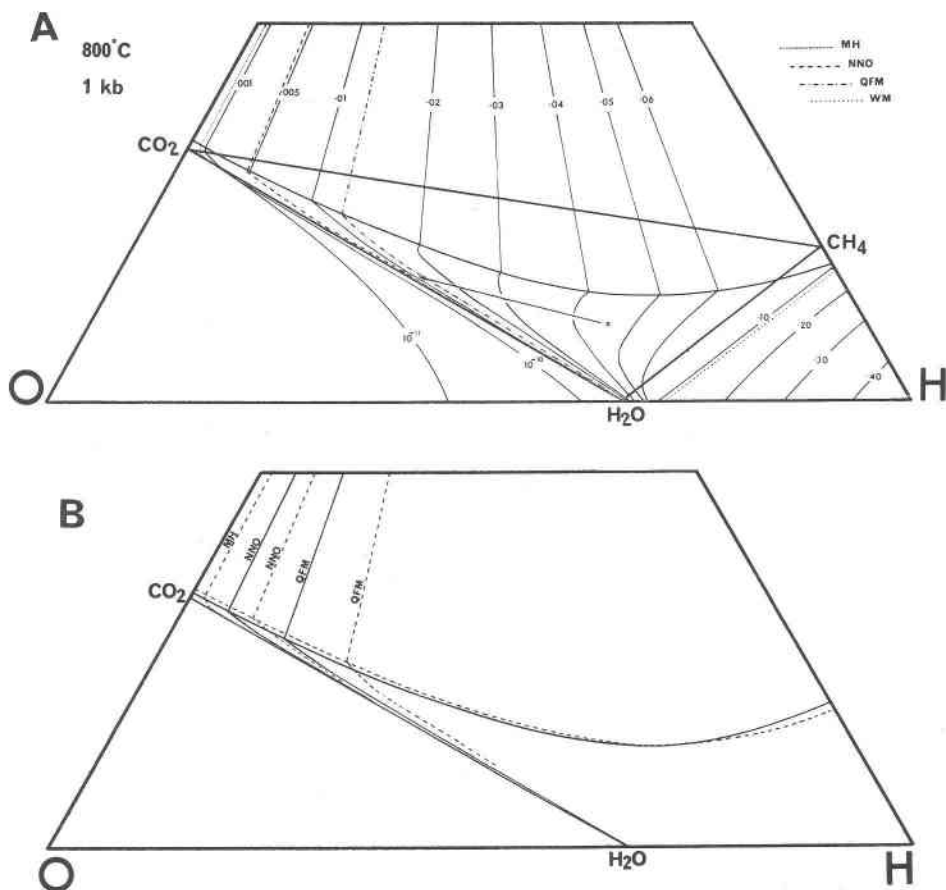 A
800°C
1 kb
MH
NNO
QFM
WM
.001
.005
.01
.02
.03
.04
.05
.06
CO₂
CH₄
10⁻¹¹
10⁻¹⁰
.10
.20
.30
.40
O
H₂O
H
B
MH
NNO
NNO
QFM
QFM
CO₂
O
H₂O
H